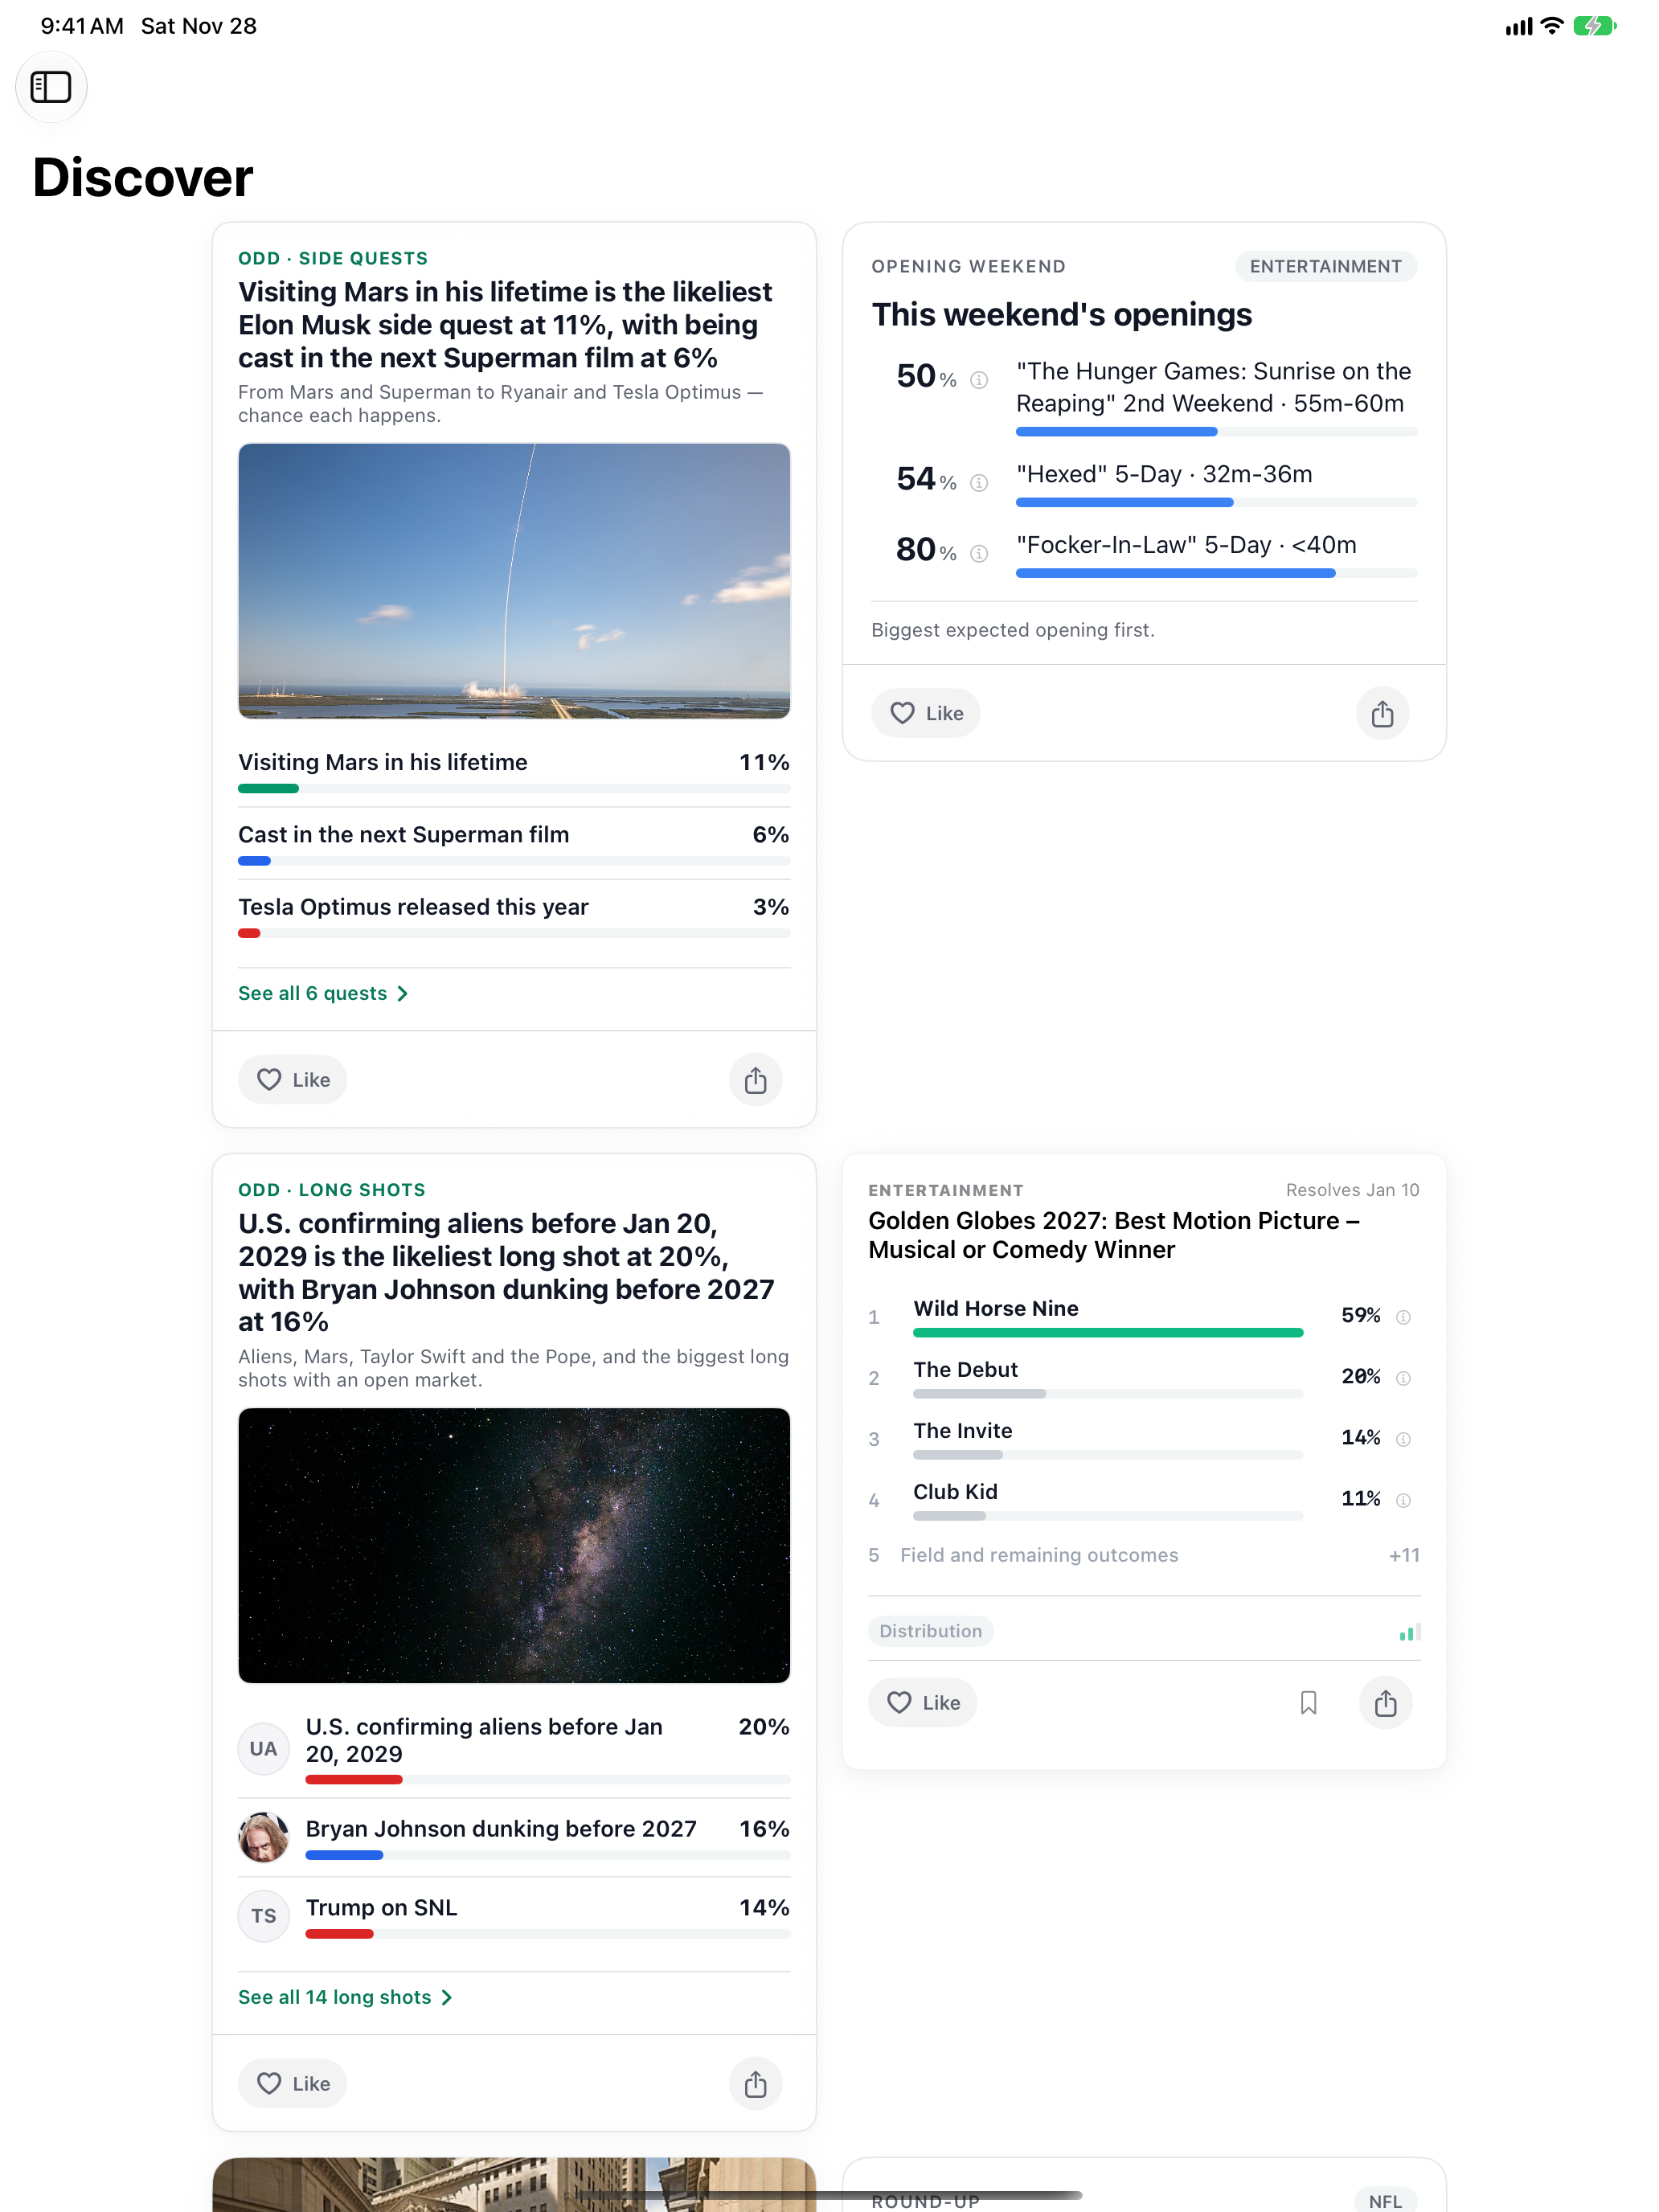 9:41 AM Sat Nov 28
Discover
ODD · SIDE QUESTS
Visiting Mars in his lifetime is the likeliest
Elon Musk side quest at 11%, with being
cast in the next Superman film at 6%
From Mars and Superman to Ryanair and Tesla Optimus —
chance each happens.
Visiting Mars in his lifetime 11%
Cast in the next Superman film 6%
Tesla Optimus released this year 3%
See all 6 quests
Like
OPENING WEEKEND ENTERTAINMENT
This weekend's openings
50% "The Hunger Games: Sunrise on the
Reaping" 2nd Weekend · 55m-60m
54% "Hexed" 5-Day · 32m-36m
80% "Focker-In-Law" 5-Day · <40m
Biggest expected opening first.
Like
ODD · LONG SHOTS
U.S. confirming aliens before Jan 20,
2029 is the likeliest long shot at 20%,
with Bryan Johnson dunking before 2027
at 16%
Aliens, Mars, Taylor Swift and the Pope, and the biggest long
shots with an open market.
UA U.S. confirming aliens before Jan 20%
20, 2029
Bryan Johnson dunking before 2027 16%
TS Trump on SNL 14%
See all 14 long shots
Like
ENTERTAINMENT Resolves Jan 10
Golden Globes 2027: Best Motion Picture –
Musical or Comedy Winner
1 Wild Horse Nine 59%
2 The Debut 20%
3 The Invite 14%
4 Club Kid 11%
5 Field and remaining outcomes +11
Distribution
Like
ROUND-UP NFL